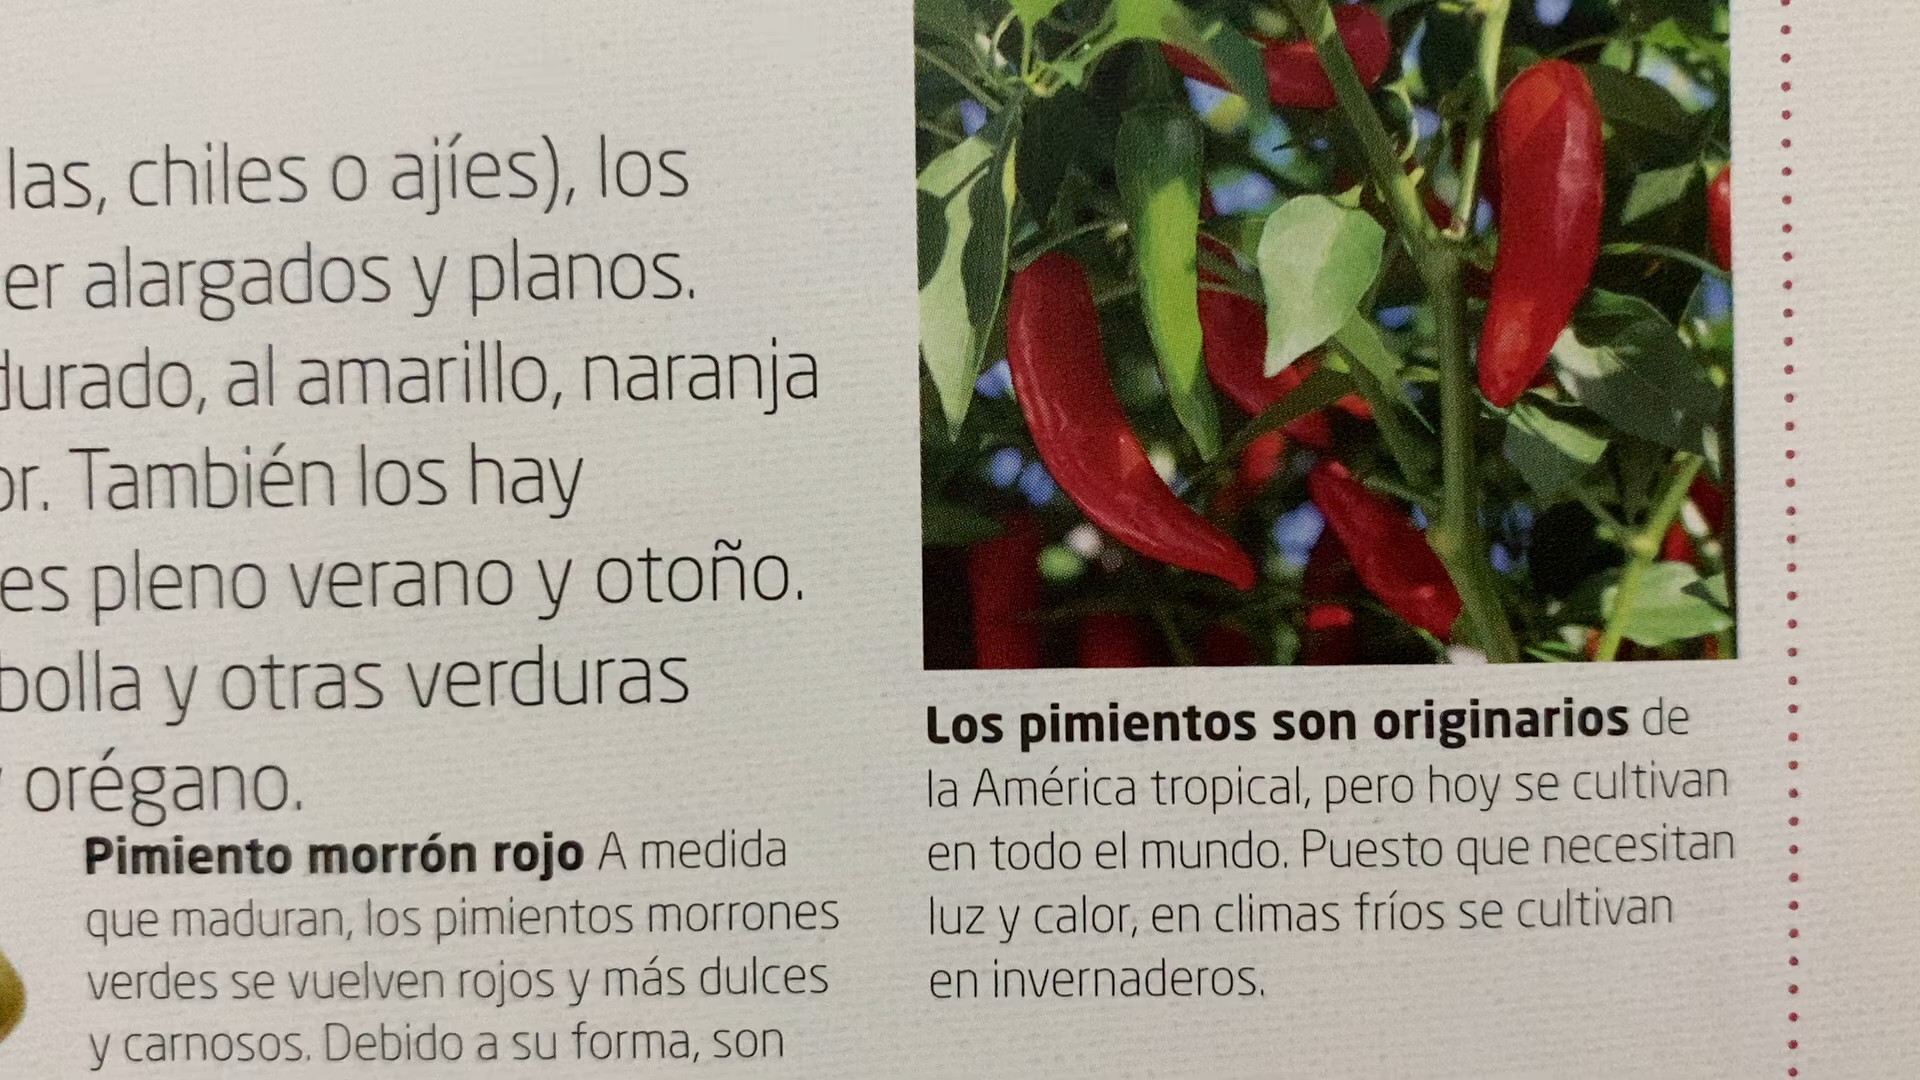 las, chiles o ajíes), los
er alargados y planos.
durado, al amarillo, naranja
or. También los hay
es pleno verano y otoño.
bolla y otras verduras
y orégano.
Pimiento morrón rojo A medida
que maduran, los pimientos morrones
verdes se vuelven rojos y más dulces
y carnosos. Debido a su forma, son
Los pimientos son originarios de
la América tropical, pero hoy se cultivan
en todo el mundo. Puesto que necesitan
luz y calor, en climas fríos se cultivan
en invernaderos.